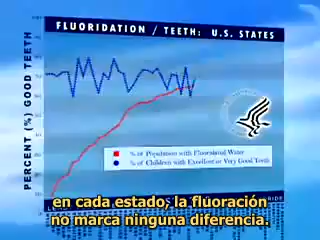 FLUORIDATION / TEETH: U.S. STATES
PERCENT (%) GOOD TEETH
% of Population with Fluoridated Water
% of Children with Excellent or Very Good Teeth
en cada estado, la fluoración
no marca ninguna diferencia.